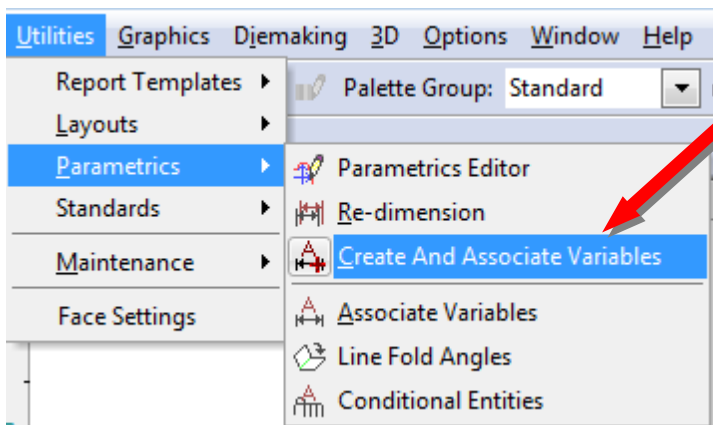 Utilities Graphics Diemaking 3D Options Window Help
Report Templates
Palette Group: Standard
Layouts
Parametrics
Standards
Maintenance
Face Settings
Parametrics Editor
Re-dimension
Create And Associate Variables
Associate Variables
Line Fold Angles
Conditional Entities